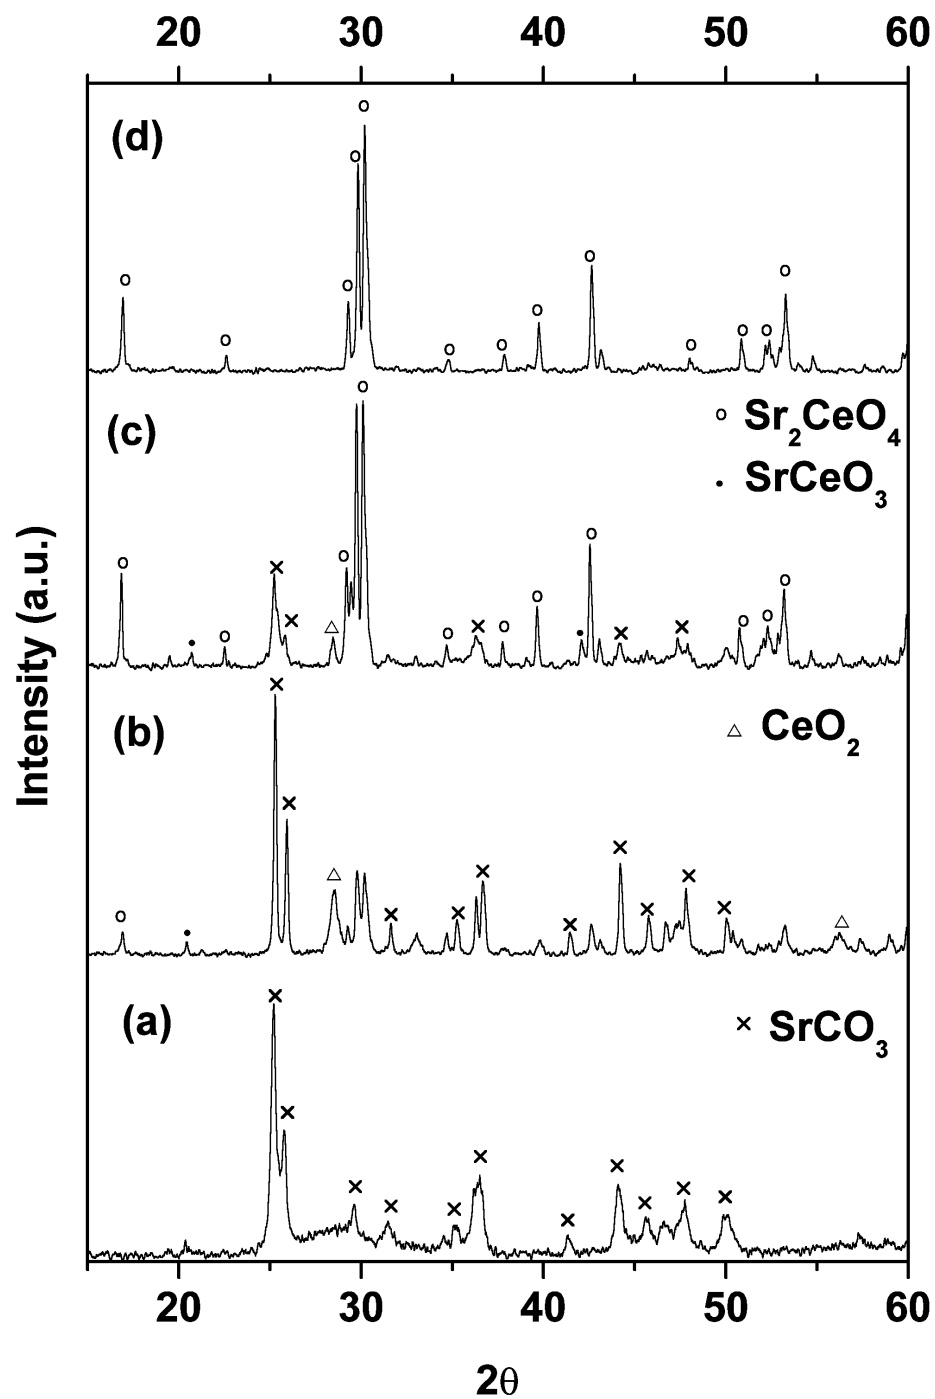 20 30 40 50 60
(d)
(c)
o Sr₂CeO₄
• SrCeO₃
Intensity (a.u.)
(b)
△ CeO₂
(a)
× SrCO₃
20 30 40 50 60
2θ